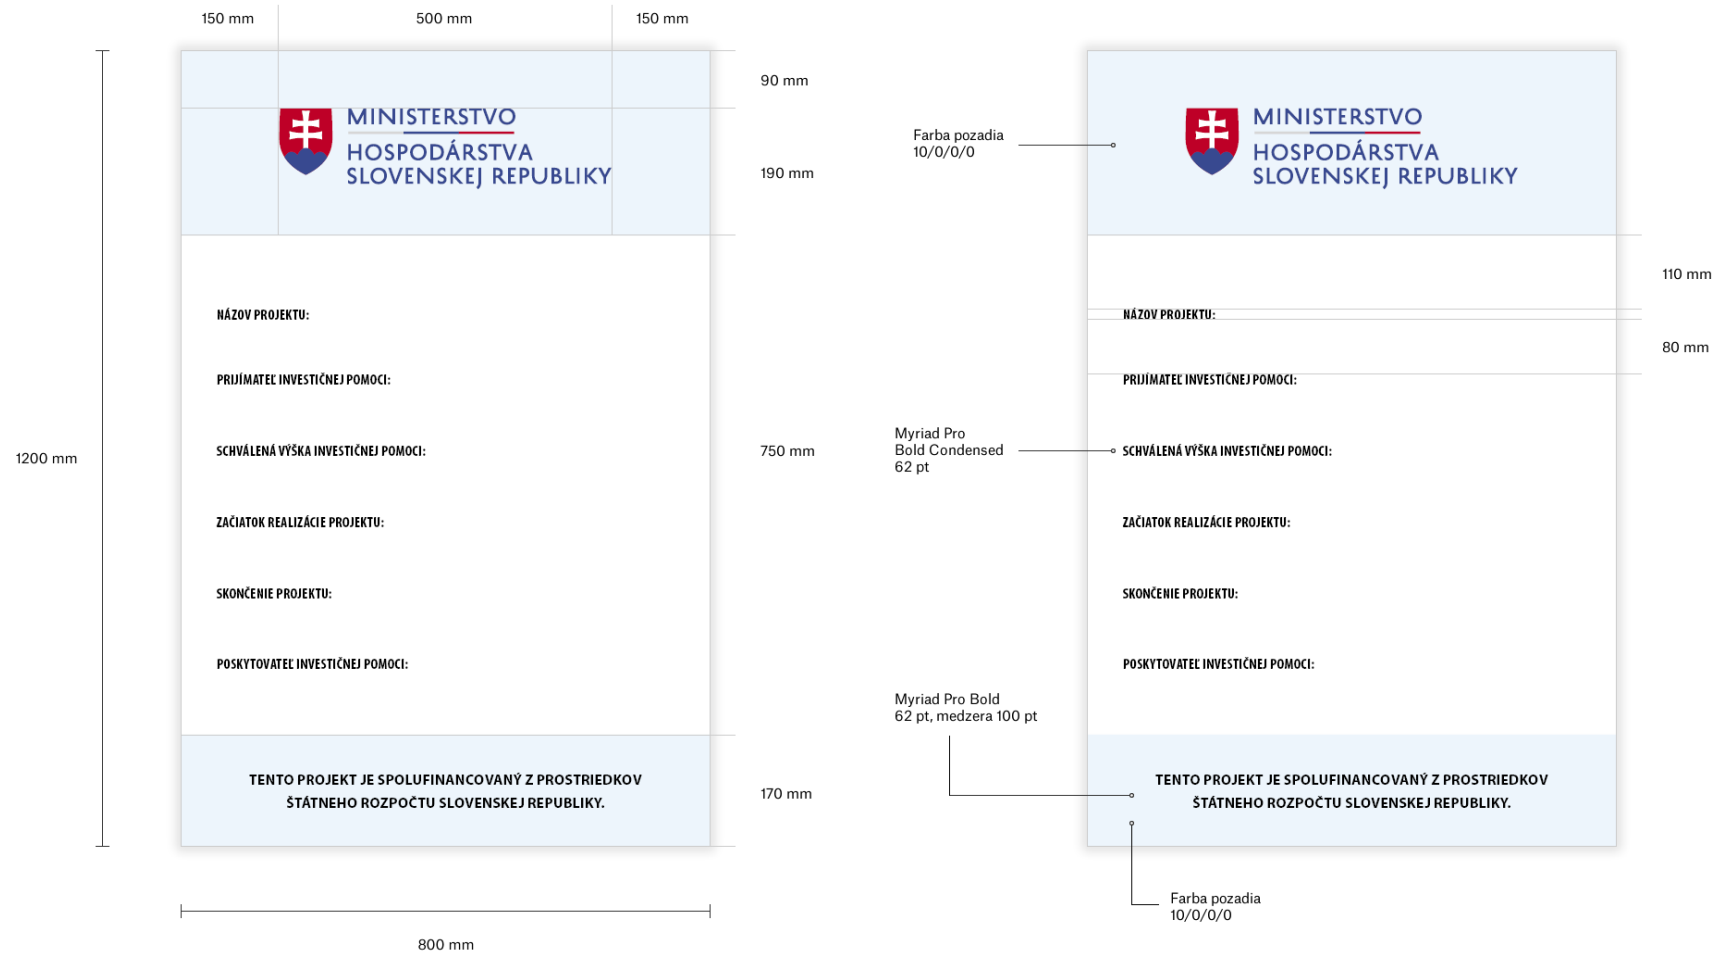 150 mm
500 mm
150 mm
90 mm
190 mm
1200 mm
MINISTERSTVO
HOSPODÁRSTVA
SLOVENSKEJ REPUBLIKY
NÁZOV PROJEKTU:
PRIJÍMATEĽ INVESTIČNEJ POMOCI:
SCHVÁLENÁ VÝŠKA INVESTIČNEJ POMOCI:
ZAČIATOK REALIZÁCIE PROJEKTU:
SKONČENIE PROJEKTU:
POSKYTOVATEĽ INVESTIČNEJ POMOCI:
750 mm
TENTO PROJEKT JE SPOLUFINANCOVANÝ Z PROSTRIEDKOV
ŠTÁTNEHO ROZPOČTU SLOVENSKEJ REPUBLIKY.
170 mm
800 mm
Farba pozadia
10/0/0/0
MINISTERSTVO
HOSPODÁRSTVA
SLOVENSKEJ REPUBLIKY
110 mm
NÁZOV PROJEKTU:
80 mm
PRIJÍMATEĽ INVESTIČNEJ POMOCI:
Myriad Pro
Bold Condensed
62 pt
SCHVÁLENÁ VÝŠKA INVESTIČNEJ POMOCI:
ZAČIATOK REALIZÁCIE PROJEKTU:
SKONČENIE PROJEKTU:
POSKYTOVATEĽ INVESTIČNEJ POMOCI:
Myriad Pro Bold
62 pt, medzera 100 pt
TENTO PROJEKT JE SPOLUFINANCOVANÝ Z PROSTRIEDKOV
ŠTÁTNEHO ROZPOČTU SLOVENSKEJ REPUBLIKY.
Farba pozadia
10/0/0/0